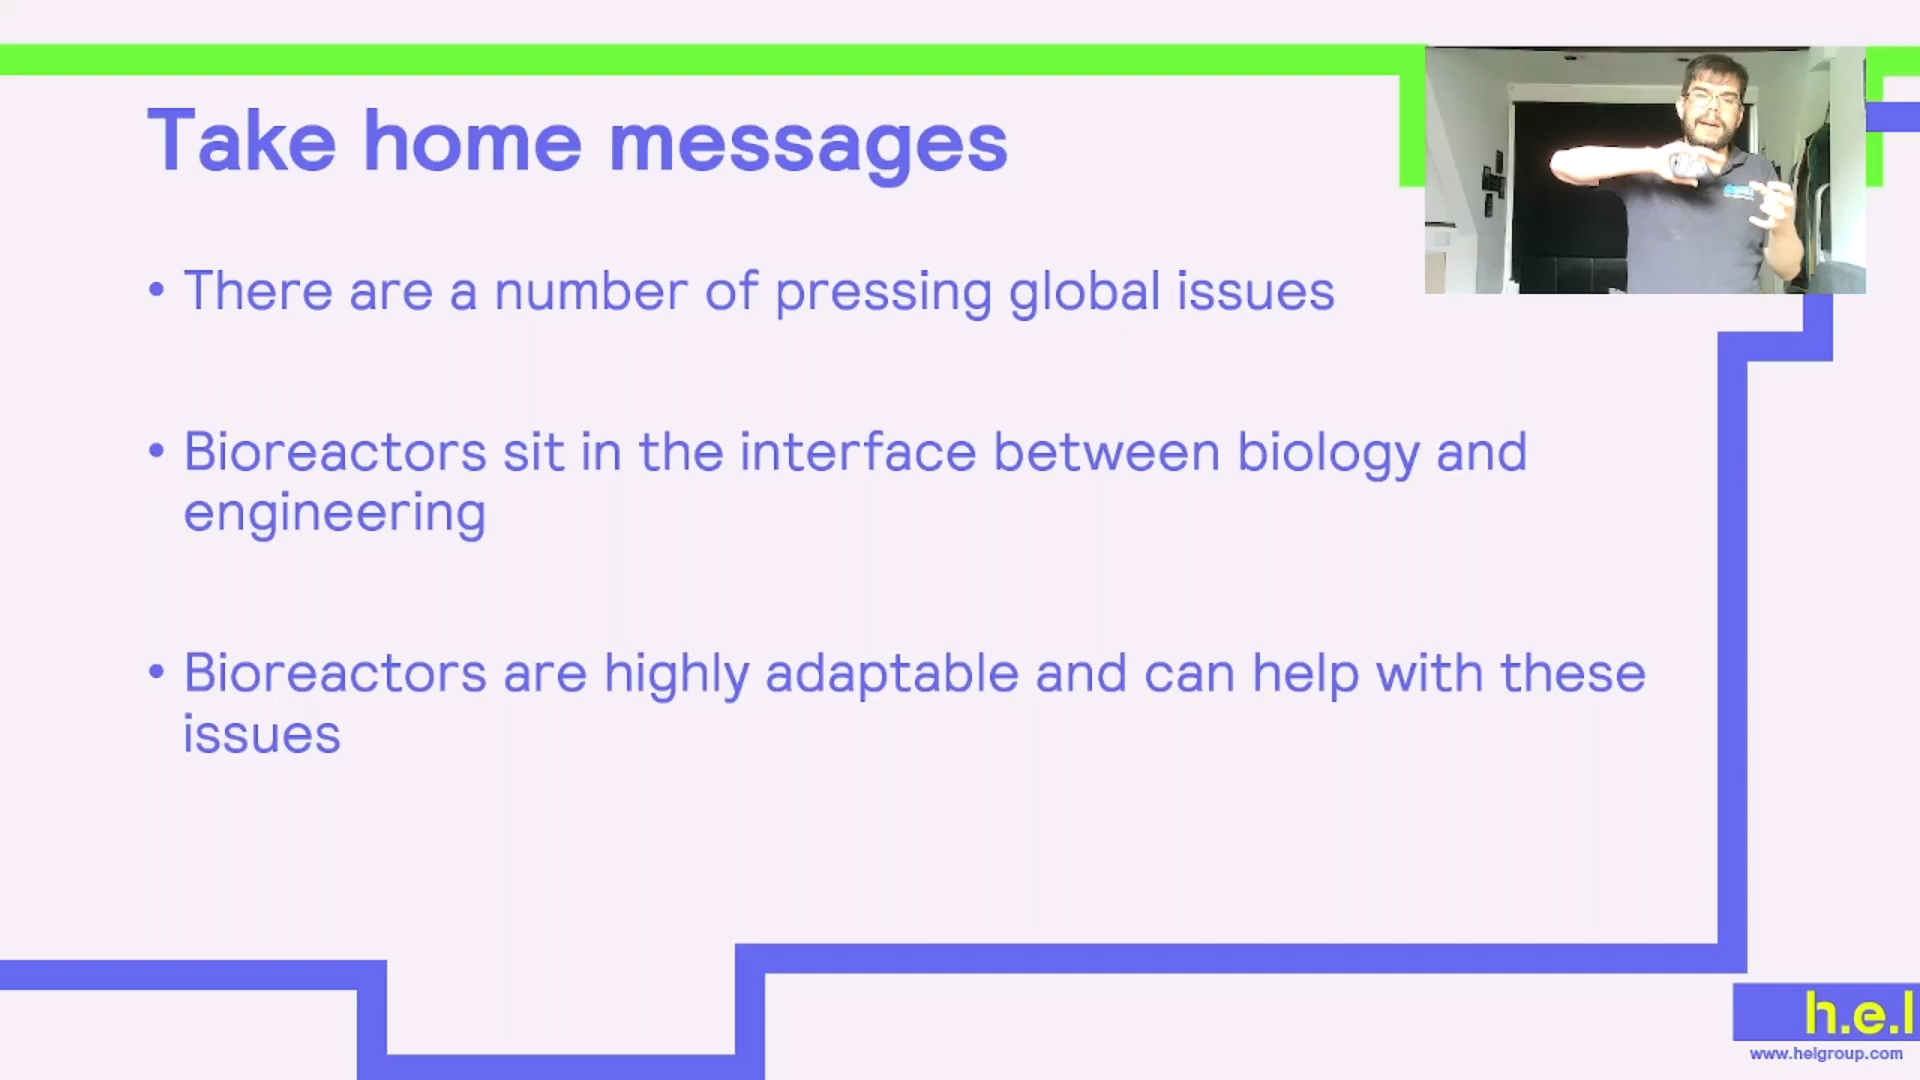 Take home messages
• There are a number of pressing global issues
• Bioreactors sit in the interface between biology and
engineering
• Bioreactors are highly adaptable and can help with these
issues
h.e.l
www.helgroup.com